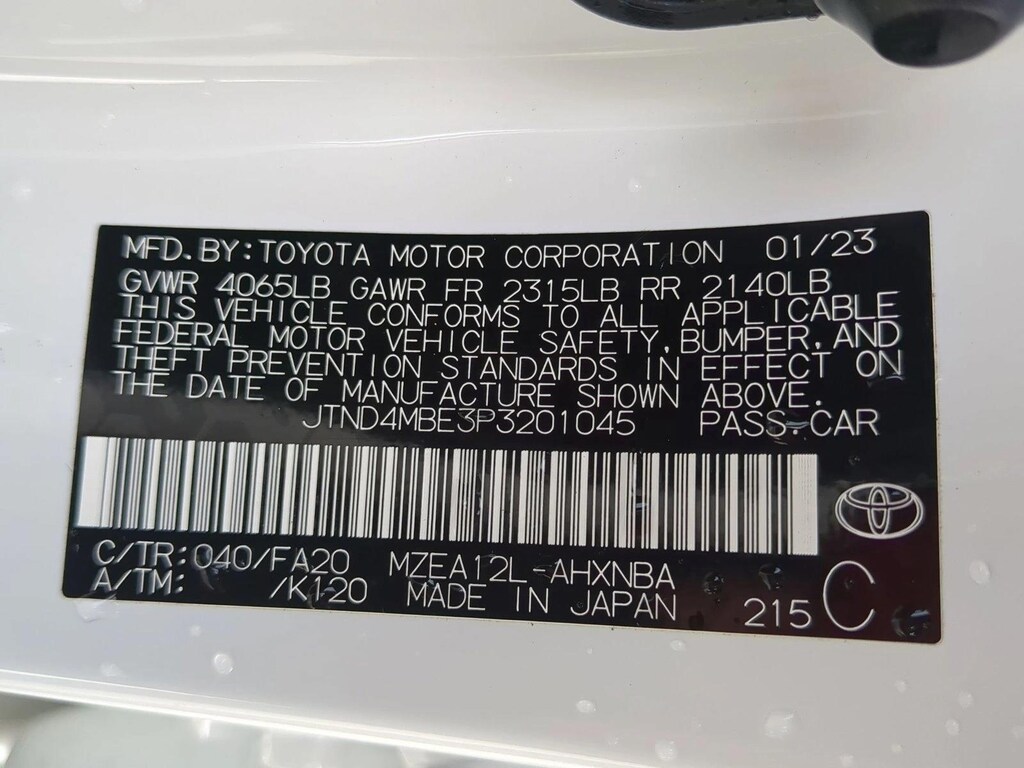 MFD.BY:TOYOTA MOTOR CORPORATION 01/23
GVWR 4065LB GAWR FR 2315LB RR 2140LB
THIS VEHICLE CONFORMS TO ALL APPLICABLE
FEDERAL MOTOR VEHICLE SAFETY, BUMPER, AND
THEFT PREVENTION STANDARDS IN EFFECT ON
THE DATE OF MANUFACTURE SHOWN ABOVE.
JTND4MBE3P3201045 PASS.CAR
C/TR:040/FA20 MZEA12L-AHXNBA
A/TM: /K120 MADE IN JAPAN 215 C